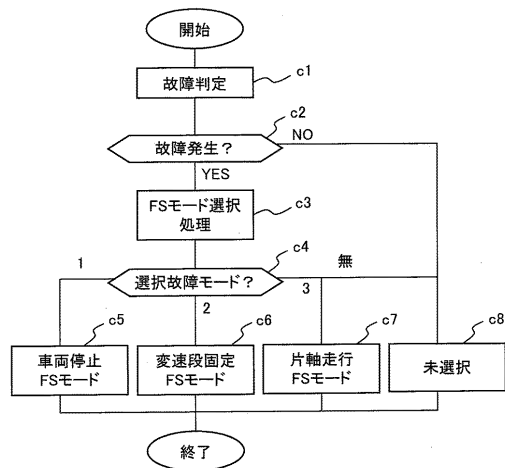 開始
故障判定
c1
故障発生?
c2
NO
YES
FSモード選択
処理
c3
選択故障モード?
c4
1
2
3
無
車両停止
FSモード
c5
変速段固定
FSモード
c6
片軸走行
FSモード
c7
未選択
c8
終了